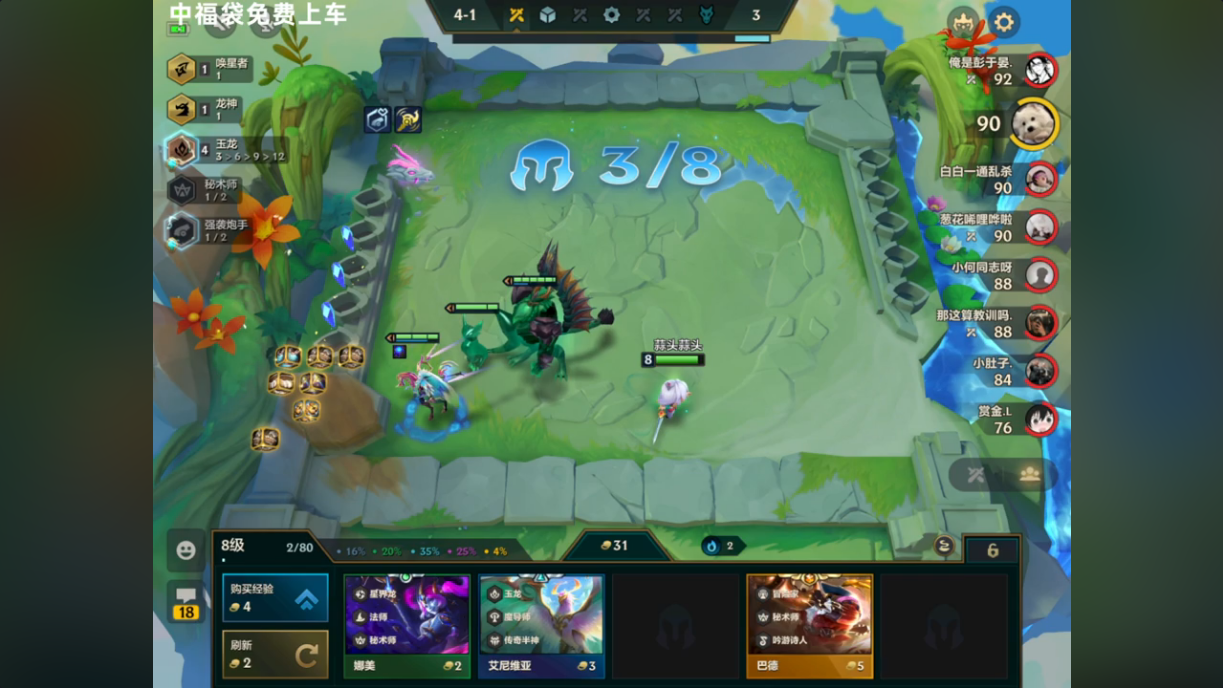 中福袋免费上车
4-1
3
1
唤星者
1
1
龙神
1
4
玉龙
3 > 6 > 9 > 12
秘术师
1 / 2
强袭炮手
1 / 2
3/8
俺是彭于晏.
92
90
白白一通乱杀
90
葱花唏哩哗啦
90
小何同志呀
88
那这算教训吗.
88
小肚子.
84
赏金.L
76
蒜头蒜头
8
8级
2/80
16%
20%
35%
25%
4%
31
2
6
18
购买经验
4
刷新
2
星界龙
法师
秘术师
娜美
2
玉龙
魔导师
传奇半神
艾尼维亚
3
冒险家
秘术师
吟游诗人
巴德
5